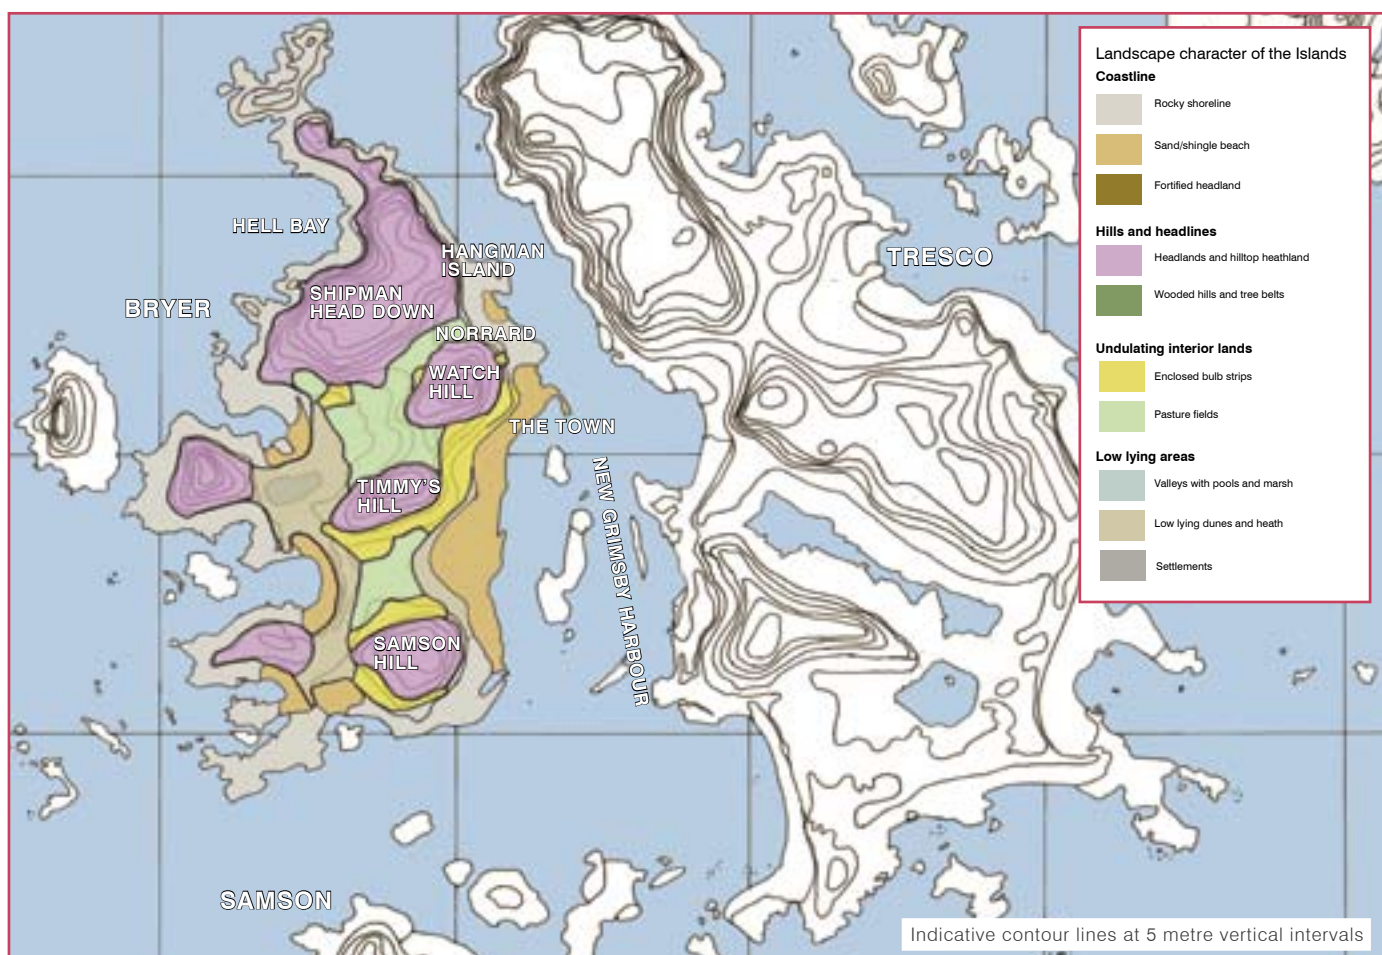 Landscape character of the Islands
Coastline
Rocky shoreline
Sand/shingle beach
Fortified headland
Hills and headlines
Headlands and hilltop heathland
Wooded hills and tree belts
Undulating interior lands
Enclosed bulb strips
Pasture fields
Low lying areas
Valleys with pools and marsh
Low lying dunes and heath
Settlements
HELL BAY
HANGMAN
ISLAND
TRESCO
BRYER
SHIPMAN
HEAD DOWN
NORRARD
WATCH
HILL
THE TOWN
TIMMY'S
HILL
NEW GRIMSBY HARBOUR
SAMSON
HILL
SAMSON
Indicative contour lines at 5 metre vertical intervals